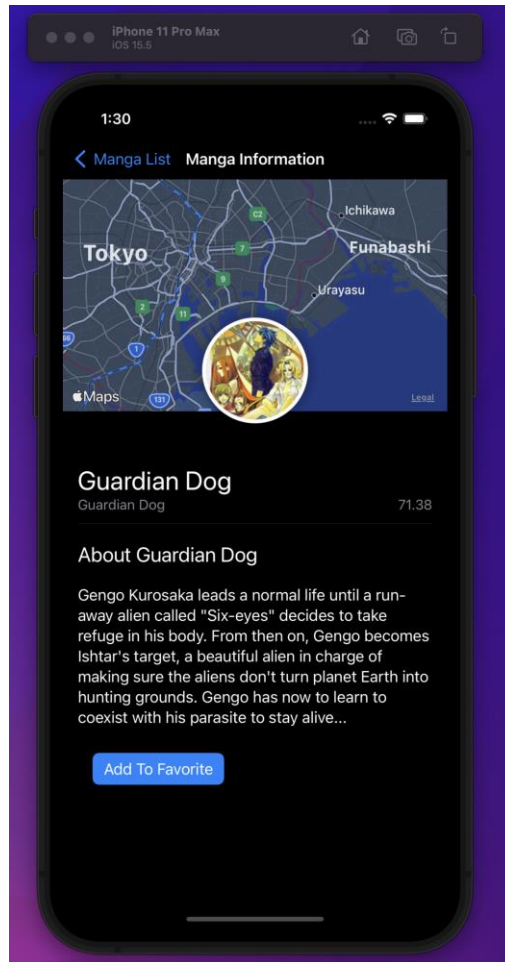 iPhone 11 Pro Max
iOS 15.5
1:30
Manga List Manga Information
C2
Ichikawa
Tokyo
7
Funabashi
9
Urayasu
2
11
1
Maps
131
Legal
Guardian Dog
Guardian Dog 71.38
About Guardian Dog
Gengo Kurosaka leads a normal life until a run-
away alien called "Six-eyes" decides to take
refuge in his body. From then on, Gengo becomes
Ishtar's target, a beautiful alien in charge of
making sure the aliens don't turn planet Earth into
hunting grounds. Gengo has now to learn to
coexist with his parasite to stay alive...
Add To Favorite